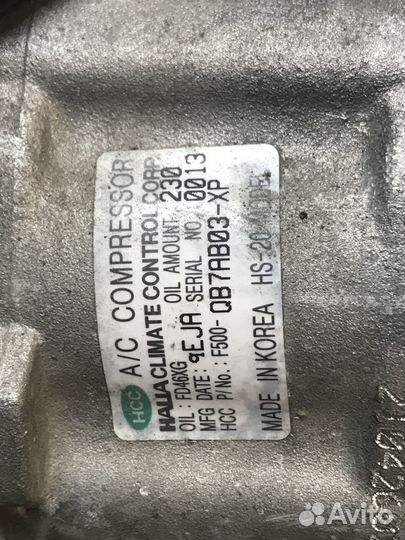 HCC A/C COMPRESSOR
HALLA CLIMATE CONTROL CORP.
OIL : FD46XG OIL AMOUNT 230
MFG DATE: 9EJA SERIAL NO. 0013
HCC P/No.: F500-QB7AB03-XP
MADE IN KOREA HS-20
Avito